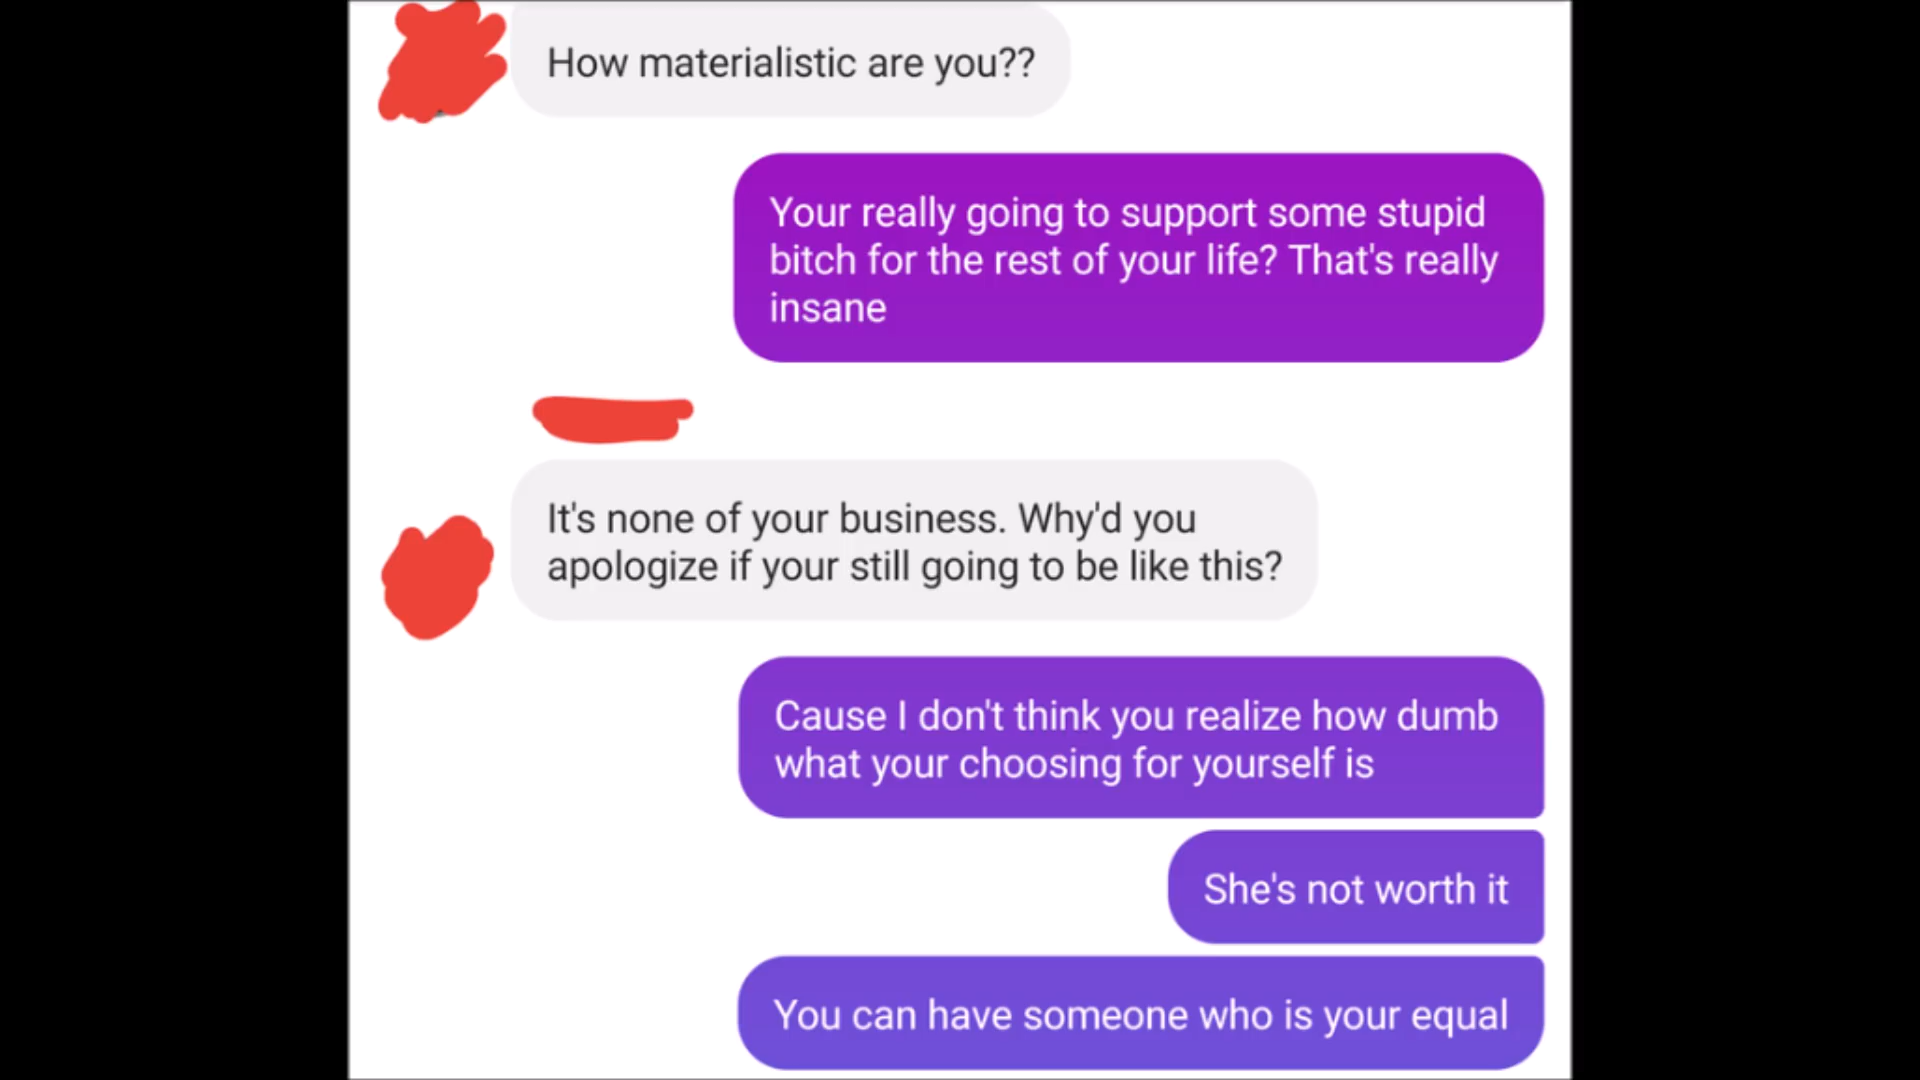 How materialistic are you??
Your really going to support some stupid
bitch for the rest of your life? That's really
insane
It's none of your business. Why'd you
apologize if your still going to be like this?
Cause I don't think you realize how dumb
what your choosing for yourself is
She's not worth it
You can have someone who is your equal